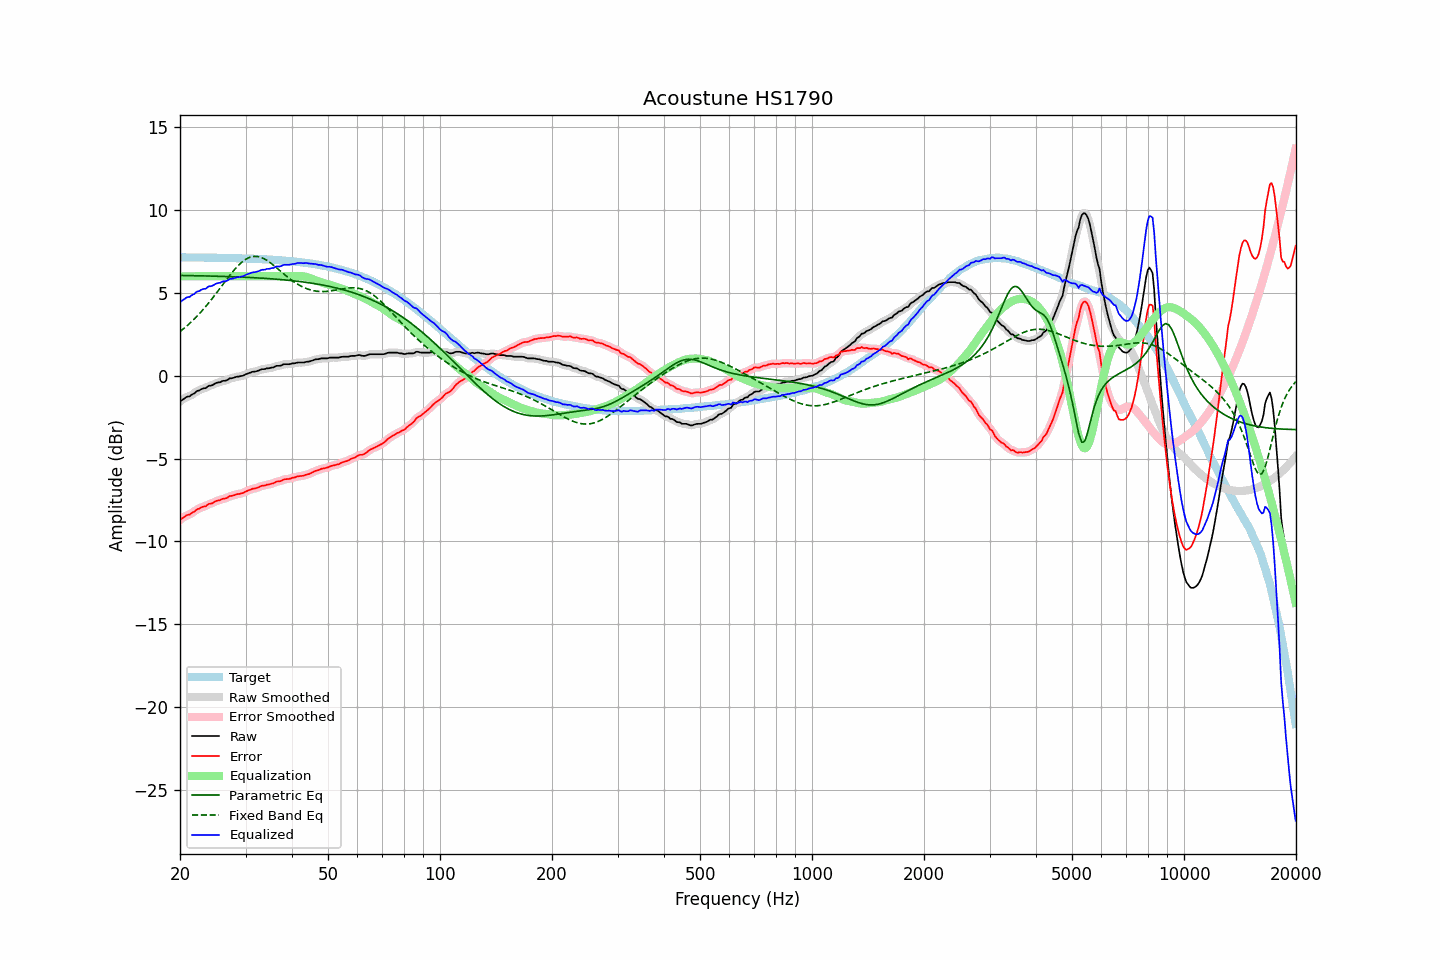 Acoustune HS1790
15
10
5
0
−5
−10
−15
−20
−25
Amplitude (dBr)
Target
Raw Smoothed
Error Smoothed
Raw
Error
Equalization
Parametric Eq
Fixed Band Eq
Equalized
20 50 100 200 500 1000 2000 5000 10000 20000
Frequency (Hz)